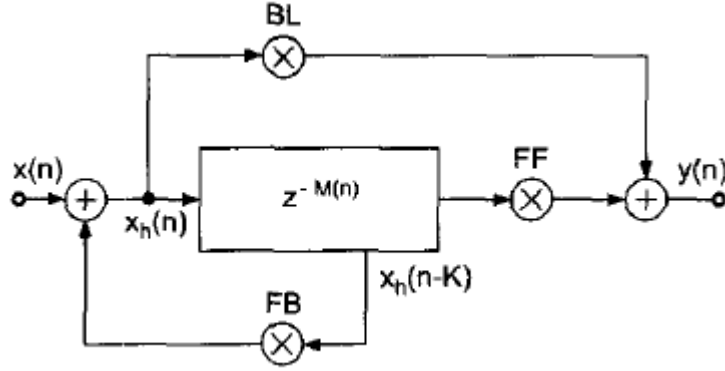 BL
x(n)
+
x_h(n)
z^{-M(n)}
FF
+
y(n)
x_h(n-K)
FB